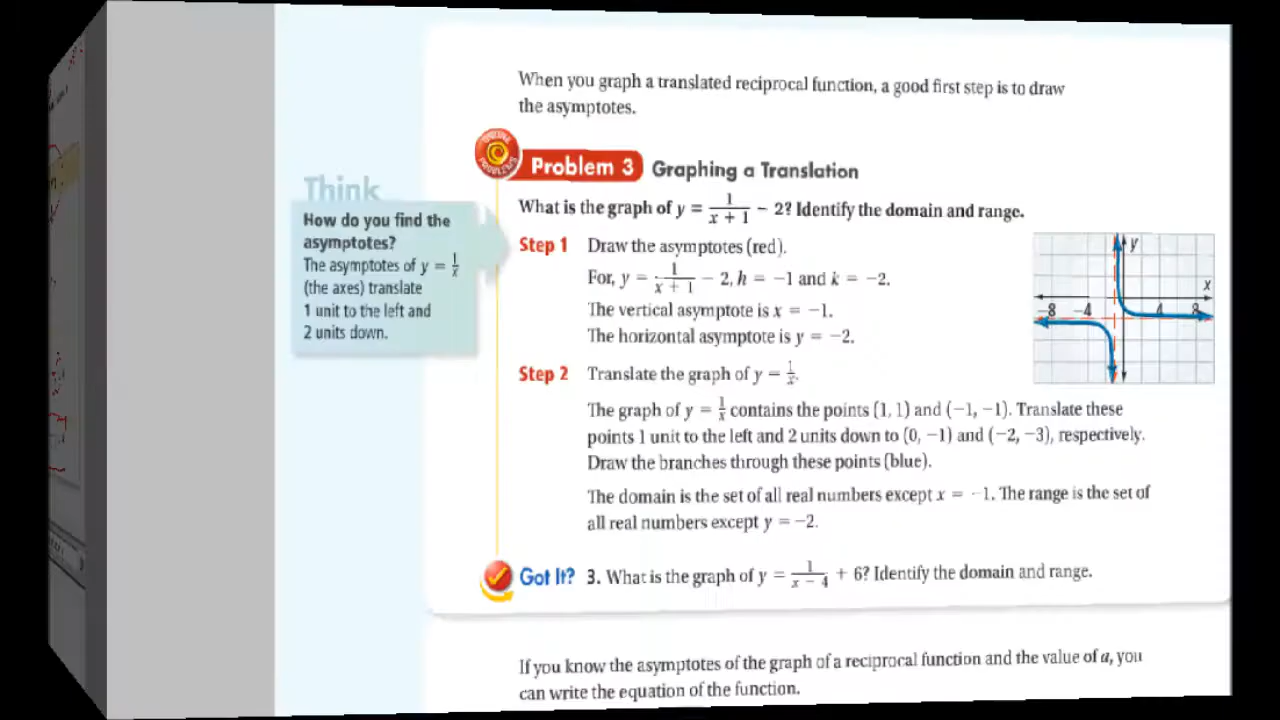 When you graph a translated reciprocal function, a good first step is to draw
the asymptotes.
Problem 3 Graphing a Translation
What is the graph of y = 1/(x + 1) − 2? Identify the domain and range.
Think
How do you find the
asymptotes?
The asymptotes of y = 1/x
(the axes) translate
1 unit to the left and
2 units down.
Step 1 Draw the asymptotes (red).
For, y = 1/(x + 1) − 2, h = −1 and k = −2.
The vertical asymptote is x = −1.
The horizontal asymptote is y = −2.
y
x
−8 −4 4 8
Step 2 Translate the graph of y = 1/x.
The graph of y = 1/x contains the points (1, 1) and (−1, −1). Translate these
points 1 unit to the left and 2 units down to (0, −1) and (−2, −3), respectively.
Draw the branches through these points (blue).
The domain is the set of all real numbers except x = −1. The range is the set of
all real numbers except y = −2.
Got It? 3. What is the graph of y = 1/(x − 4) + 6? Identify the domain and range.
If you know the asymptotes of the graph of a reciprocal function and the value of a, you
can write the equation of the function.